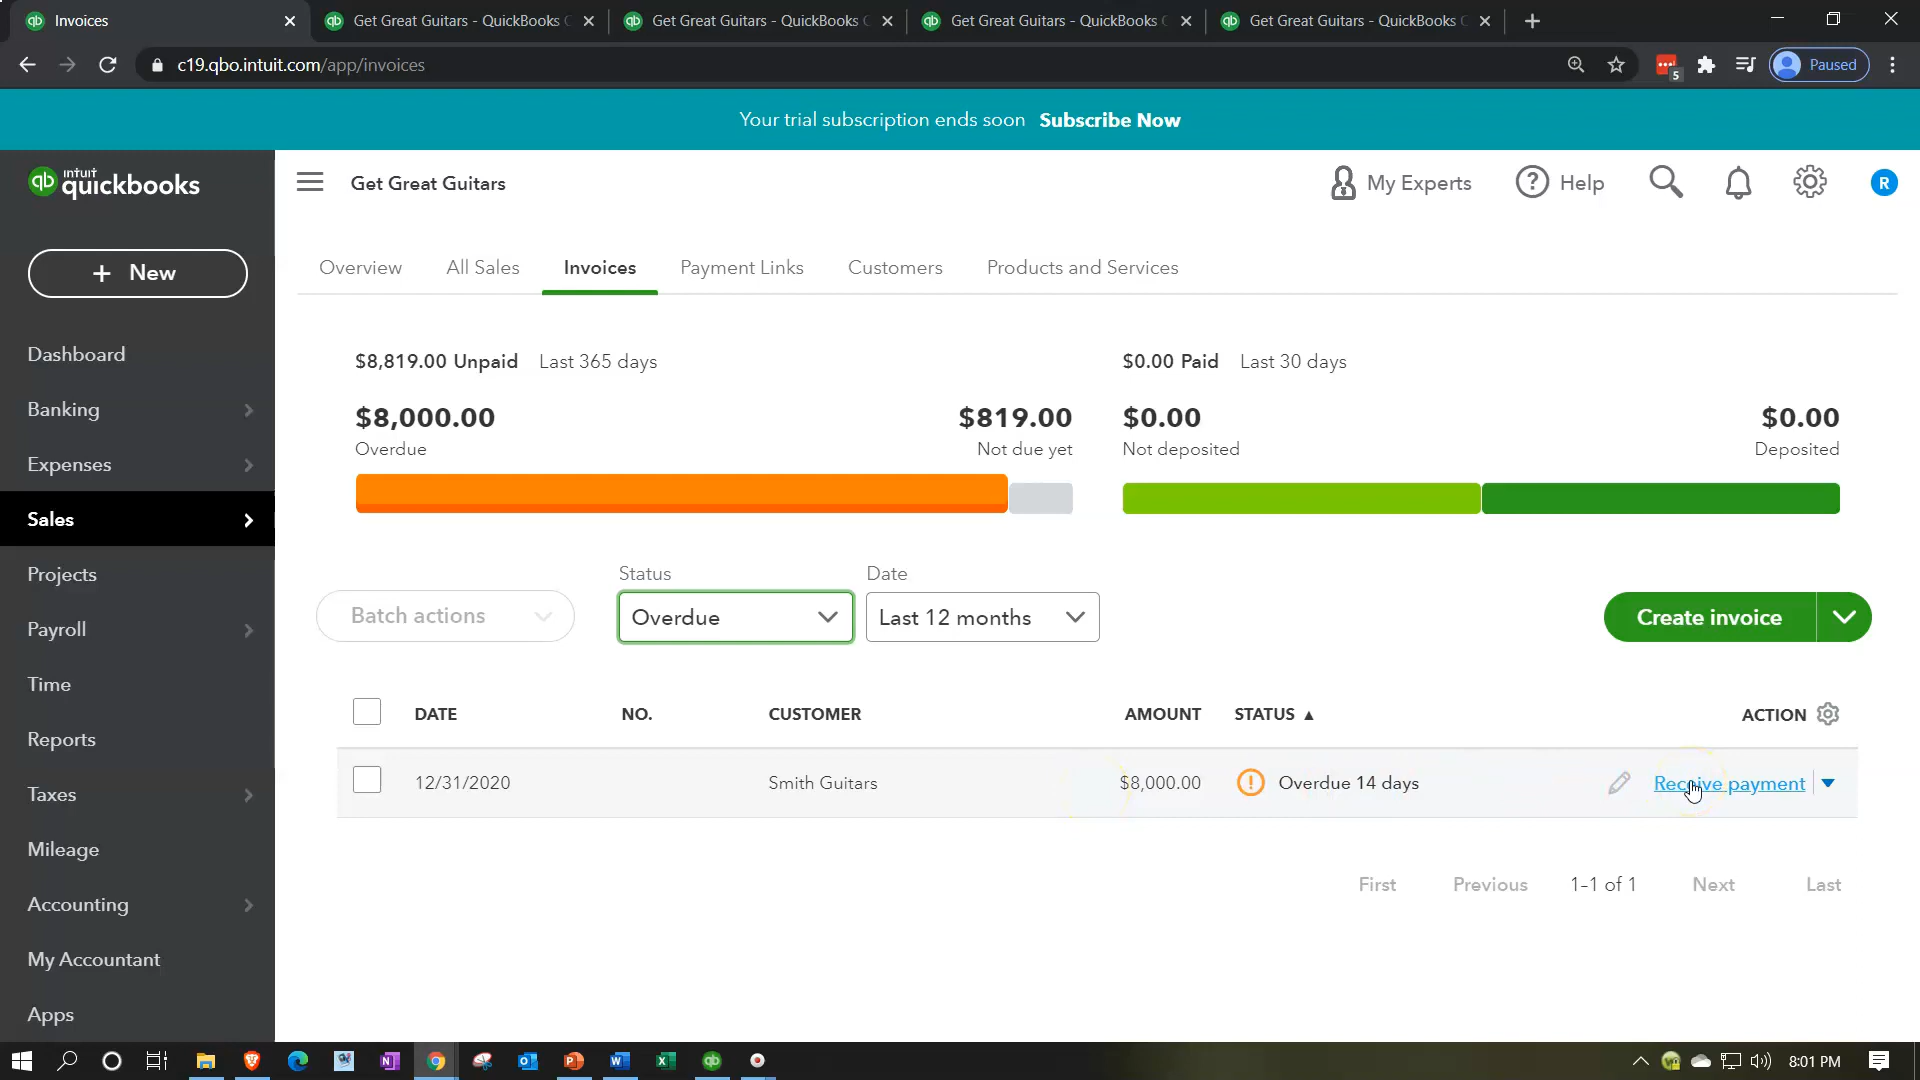 Invoices
Get Great Guitars - QuickBooks
Get Great Guitars - QuickBooks
Get Great Guitars - QuickBooks
Get Great Guitars - QuickBooks
c19.qbo.intuit.com/app/invoices
5
Paused
Your trial subscription ends soon Subscribe Now
qb intuit quickbooks
Get Great Guitars
My Experts
Help
R
+ New
Overview
All Sales
Invoices
Payment Links
Customers
Products and Services
Dashboard
Banking
Expenses
Sales
Projects
Payroll
Time
Reports
Taxes
Mileage
Accounting
My Accountant
Apps
$8,819.00 Unpaid Last 365 days
$0.00 Paid Last 30 days
$8,000.00
$819.00
$0.00
$0.00
Overdue
Not due yet
Not deposited
Deposited
Status
Date
Batch actions
Overdue
Last 12 months
Create invoice
DATE
NO.
CUSTOMER
AMOUNT
STATUS ▲
ACTION
12/31/2020
Smith Guitars
$8,000.00
Overdue 14 days
Receive payment
First
Previous
1-1 of 1
Next
Last
8:01 PM